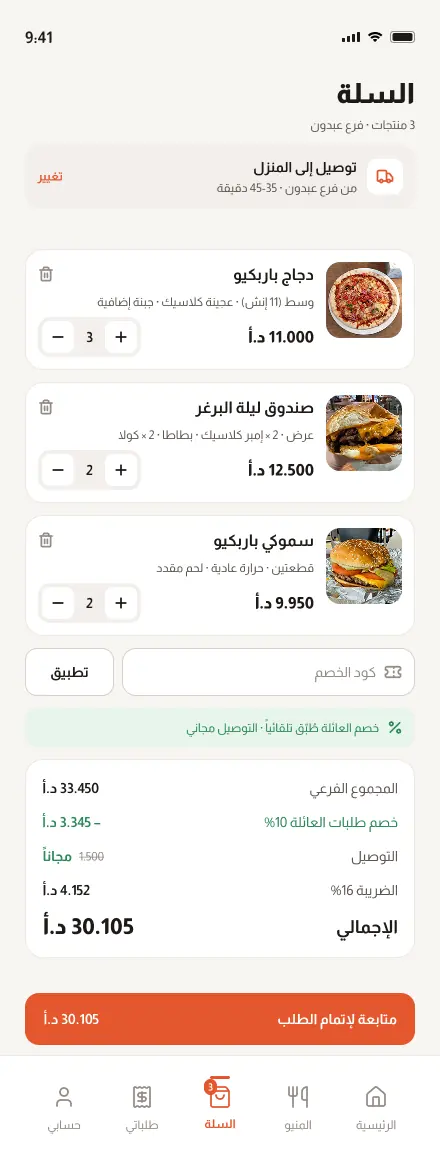 9:41
السلة
3 منتجات · فرع عبدون
توصيل إلى المنزل
من فرع عبدون · 35-45 دقيقة
تغيير
دجاج باربكيو
وسط (11 إنش) · عجينة كلاسيك · جبنة إضافية
11.000 د.أ
3
صندوق ليلة البرغر
عرض · 2 × إمبر كلاسيك · بطاطا · 2 × كولا
12.500 د.أ
2
سموكي باربكيو
قطعتين · حرارة عادية · لحم مقدد
9.950 د.أ
2
كود الخصم
تطبيق
خصم العائلة طُبّق تلقائياً · التوصيل مجاني
المجموع الفرعي 33.450 د.أ
خصم طلبات العائلة 10% – 3.345 د.أ
التوصيل 1.500 مجاناً
الضريبة 16% 4.152 د.أ
الإجمالي 30.105 د.أ
متابعة لإتمام الطلب 30.105 د.أ
3
الرئيسية المنيو السلة طلباتي حسابي